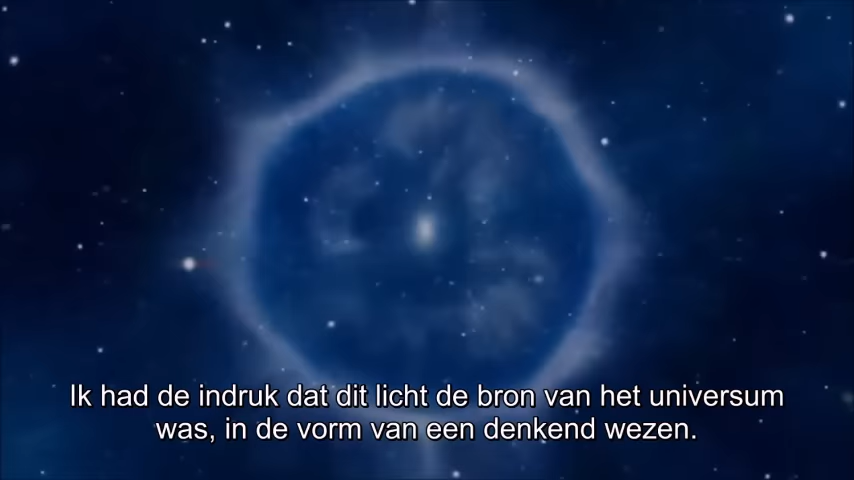 Ik had de indruk dat dit licht de bron van het universum
was, in de vorm van een denkend wezen.